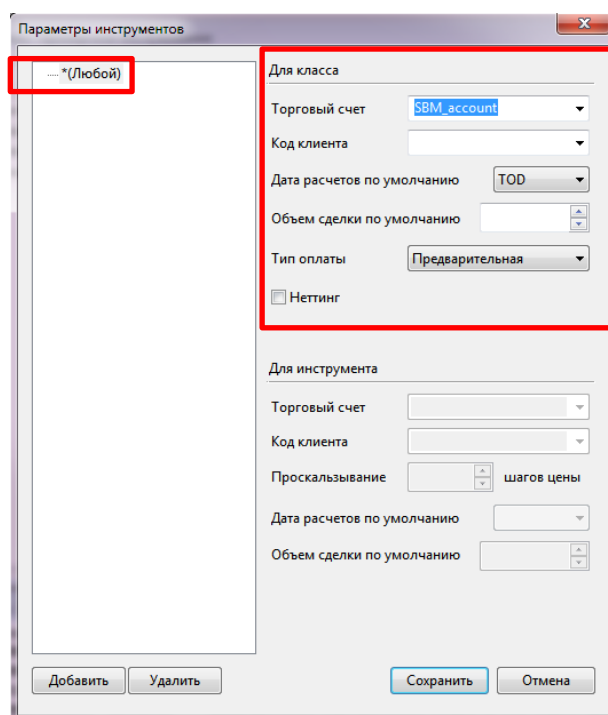 Параметры инструментов
*(Любой)
Для класса
Торговый счет SBM_account
Код клиента
Дата расчетов по умолчанию TOD
Объем сделки по умолчанию
Тип оплаты Предварительная
Неттинг
Для инструмента
Торговый счет
Код клиента
Проскальзывание шагов цены
Дата расчетов по умолчанию
Объем сделки по умолчанию
Добавить Удалить Сохранить Отмена